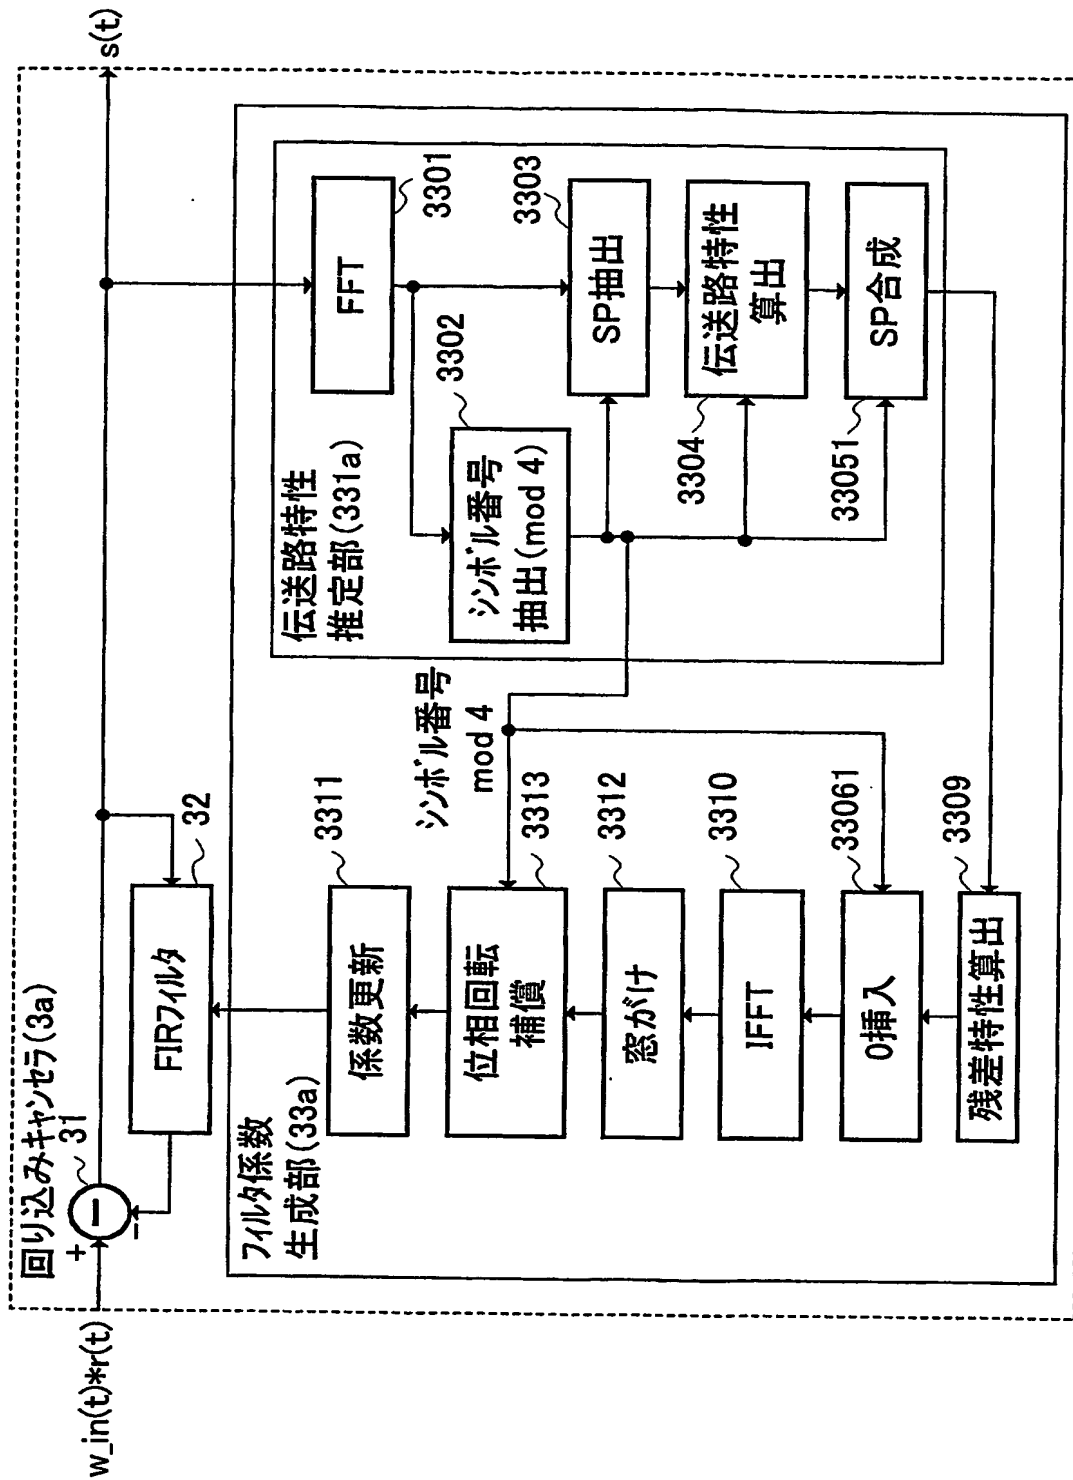 回り込みキャンセラ(3a)
w_in(t)*r(t)
+
−
31
s(t)
FIRフィルタ
32
フィルタ係数
生成部(33a)
伝送路特性
推定部(331a)
FFT
3301
シンボル番号
抽出(mod 4)
3302
SP抽出
3303
伝送路特性
算出
3304
SP合成
33051
シンボル番号
mod 4
係数更新
3311
位相回転
補償
3313
窓がけ
3312
IFFT
3310
0挿入
33061
残差特性算出
3309